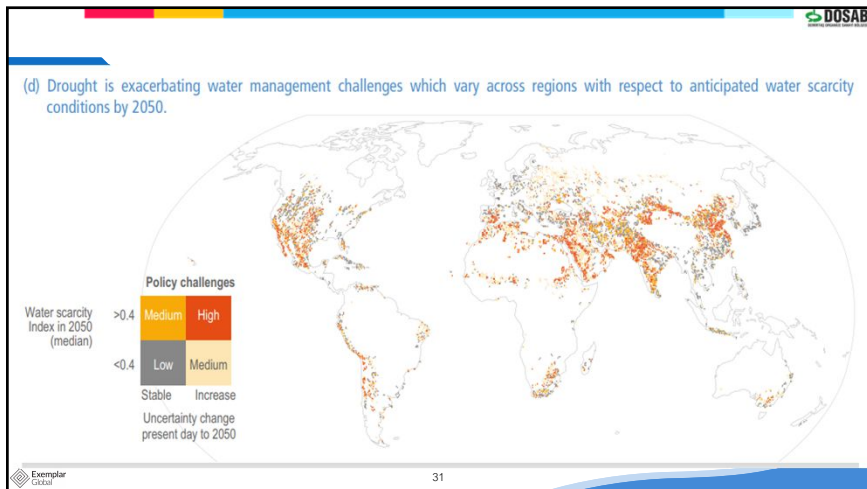 DOSAB
(d) Drought is exacerbating water management challenges which vary across regions with respect to anticipated water scarcity
conditions by 2050.
Policy challenges
Water scarcity
Index in 2050
(median)
>0.4
Medium
High
<0.4
Low
Medium
Stable
Increase
Uncertainty change
present day to 2050
Exemplar
Global
31